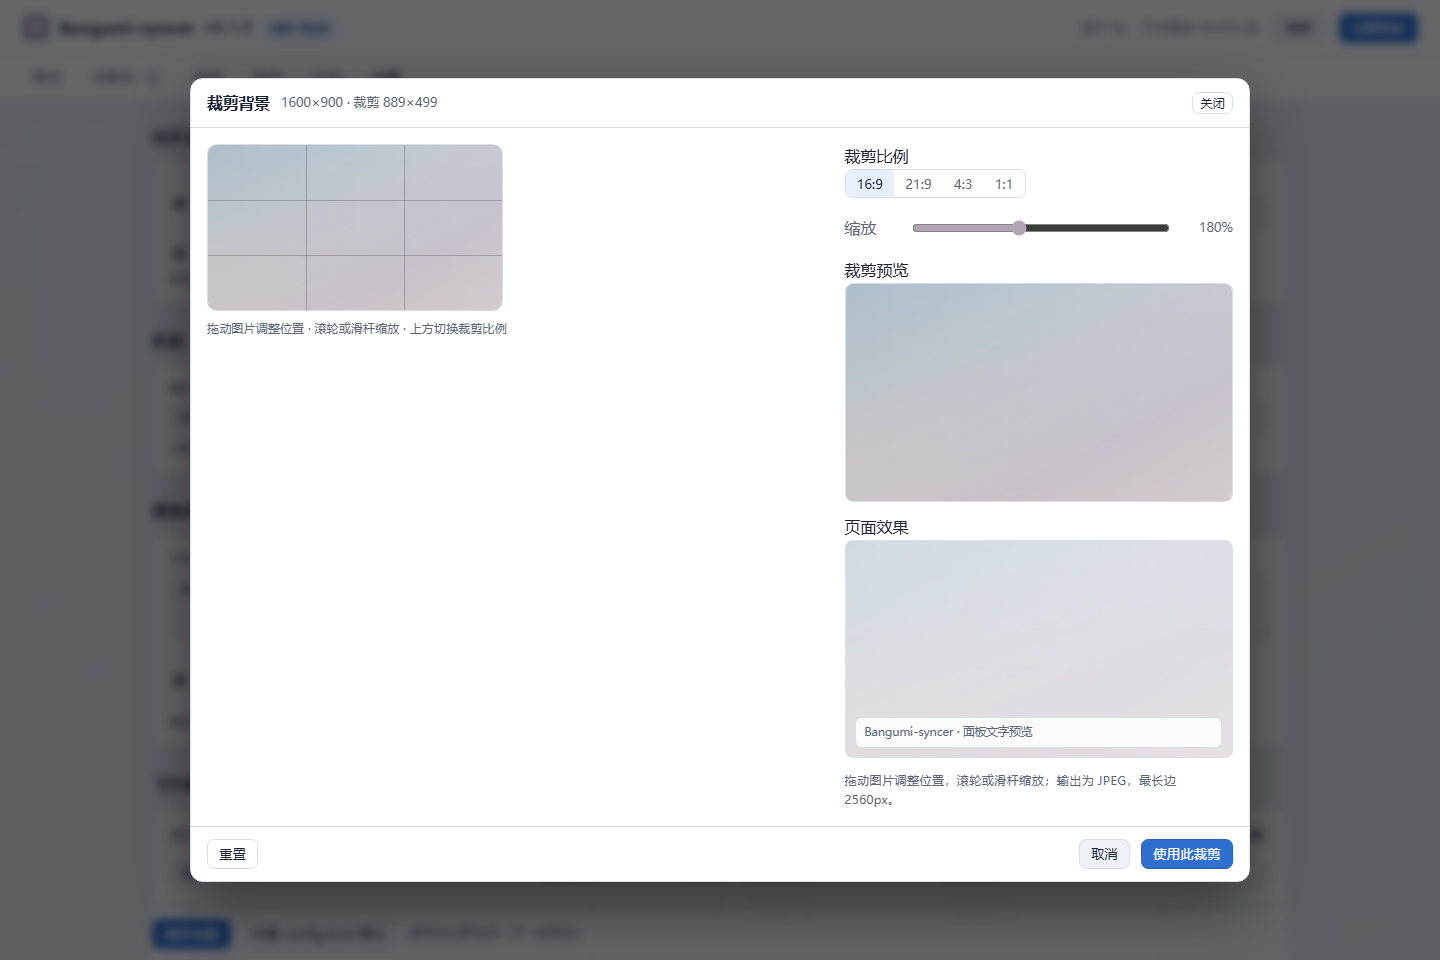 裁剪背景 1600×900 · 裁剪 889×499 关闭
拖动图片调整位置 · 滚轮或滑杆缩放 · 上方切换裁剪比例
裁剪比例
16:9 21:9 4:3 1:1
缩放 180%
裁剪预览
页面效果
Bangumi-syncer · 面板文字预览
拖动图片调整位置，滚轮或滑杆缩放；输出为 JPEG，最长边
2560px。
重置 取消 使用此裁剪